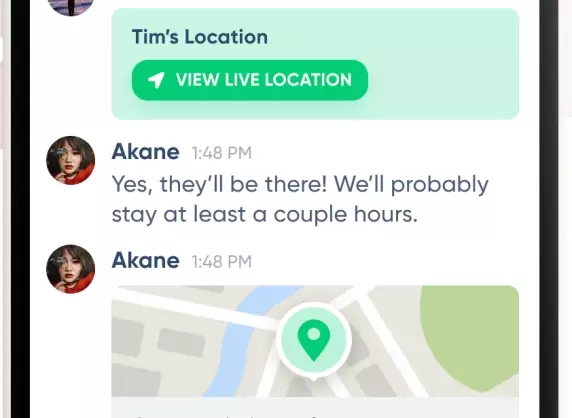 Tim's Location
VIEW LIVE LOCATION
Akane 1:48 PM
Yes, they'll be there! We'll probably
stay at least a couple hours.
Akane 1:48 PM